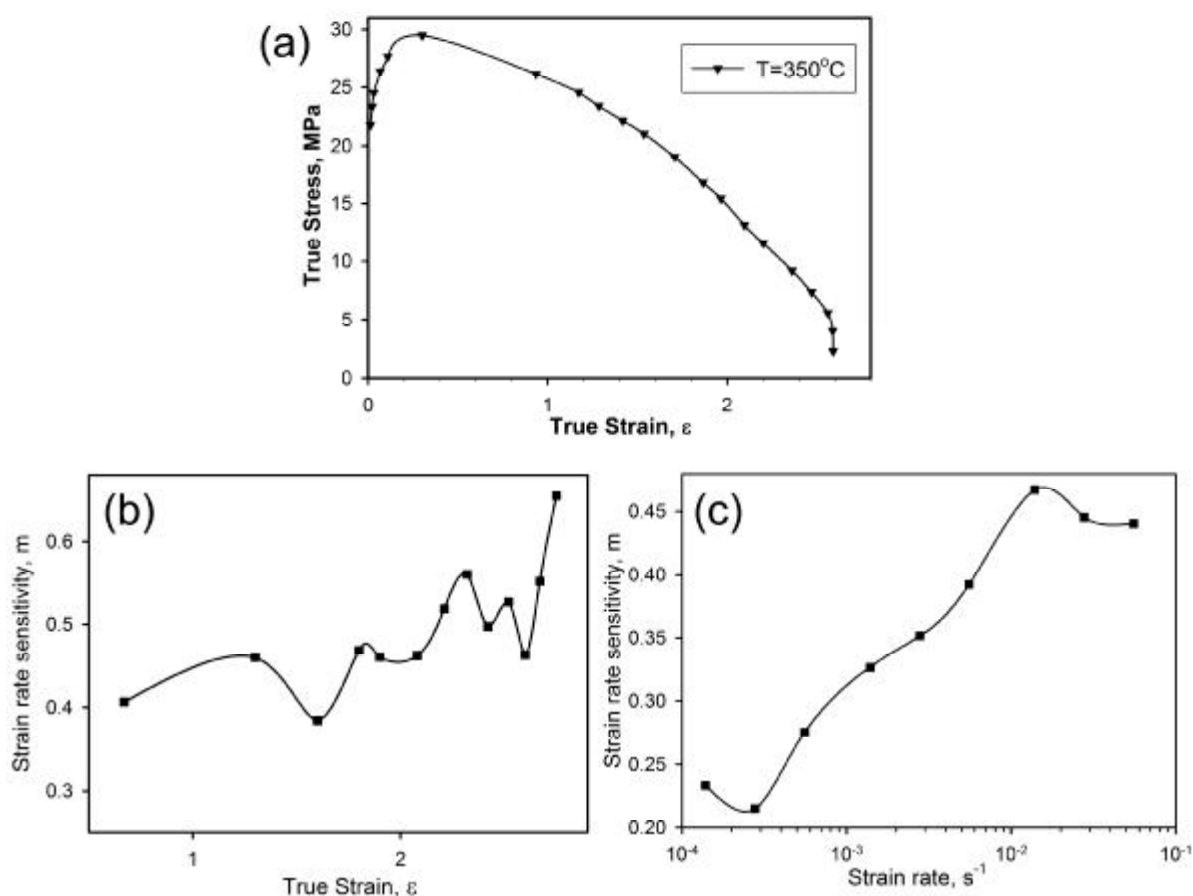 (a)
True Stress, MPa
30
25
20
15
10
5
0
T=350°C
0 1 2
True Strain, ε
(b)
Strain rate sensitivity, m
0.6
0.5
0.4
0.3
1 2
True Strain, ε
(c)
Strain rate sensitivity, m
0.45
0.40
0.35
0.30
0.25
0.20
10⁻⁴ 10⁻³ 10⁻² 10⁻¹
Strain rate, s⁻¹